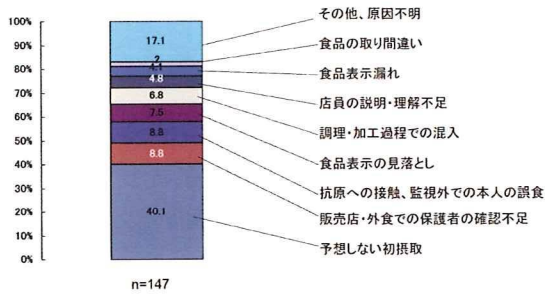 100%
90%
80%
70%
60%
50%
40%
30%
20%
10%
0%
17.1
2
4.1
4.8
6.8
7.5
8.8
8.8
40.1
その他、原因不明
食品の取り間違い
食品表示漏れ
店員の説明・理解不足
調理・加工過程での混入
食品表示の見落とし
抗原への接触、監視外での本人の誤食
販売店・外食での保護者の確認不足
予想しない初摂取
n=147